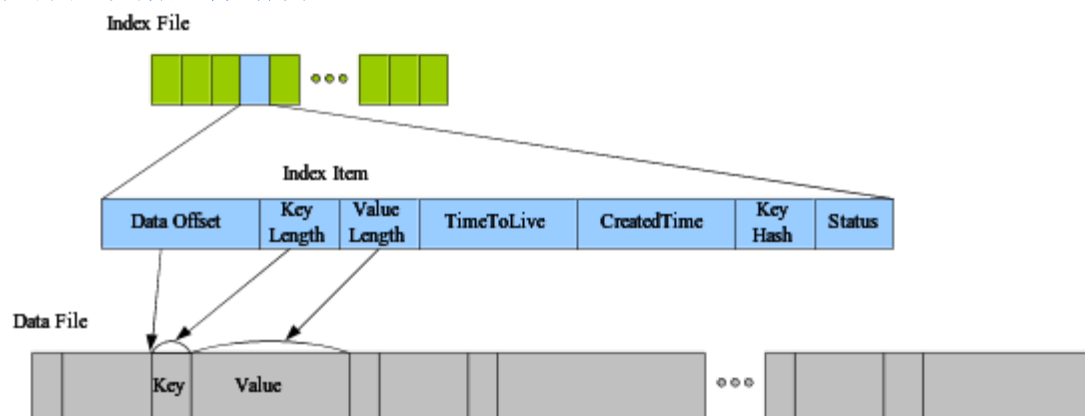 Index File
Index Item
Data Offset
Key
Length
Value
Length
TimeToLive
CreatedTime
Key
Hash
Status
Data File
Key
Value